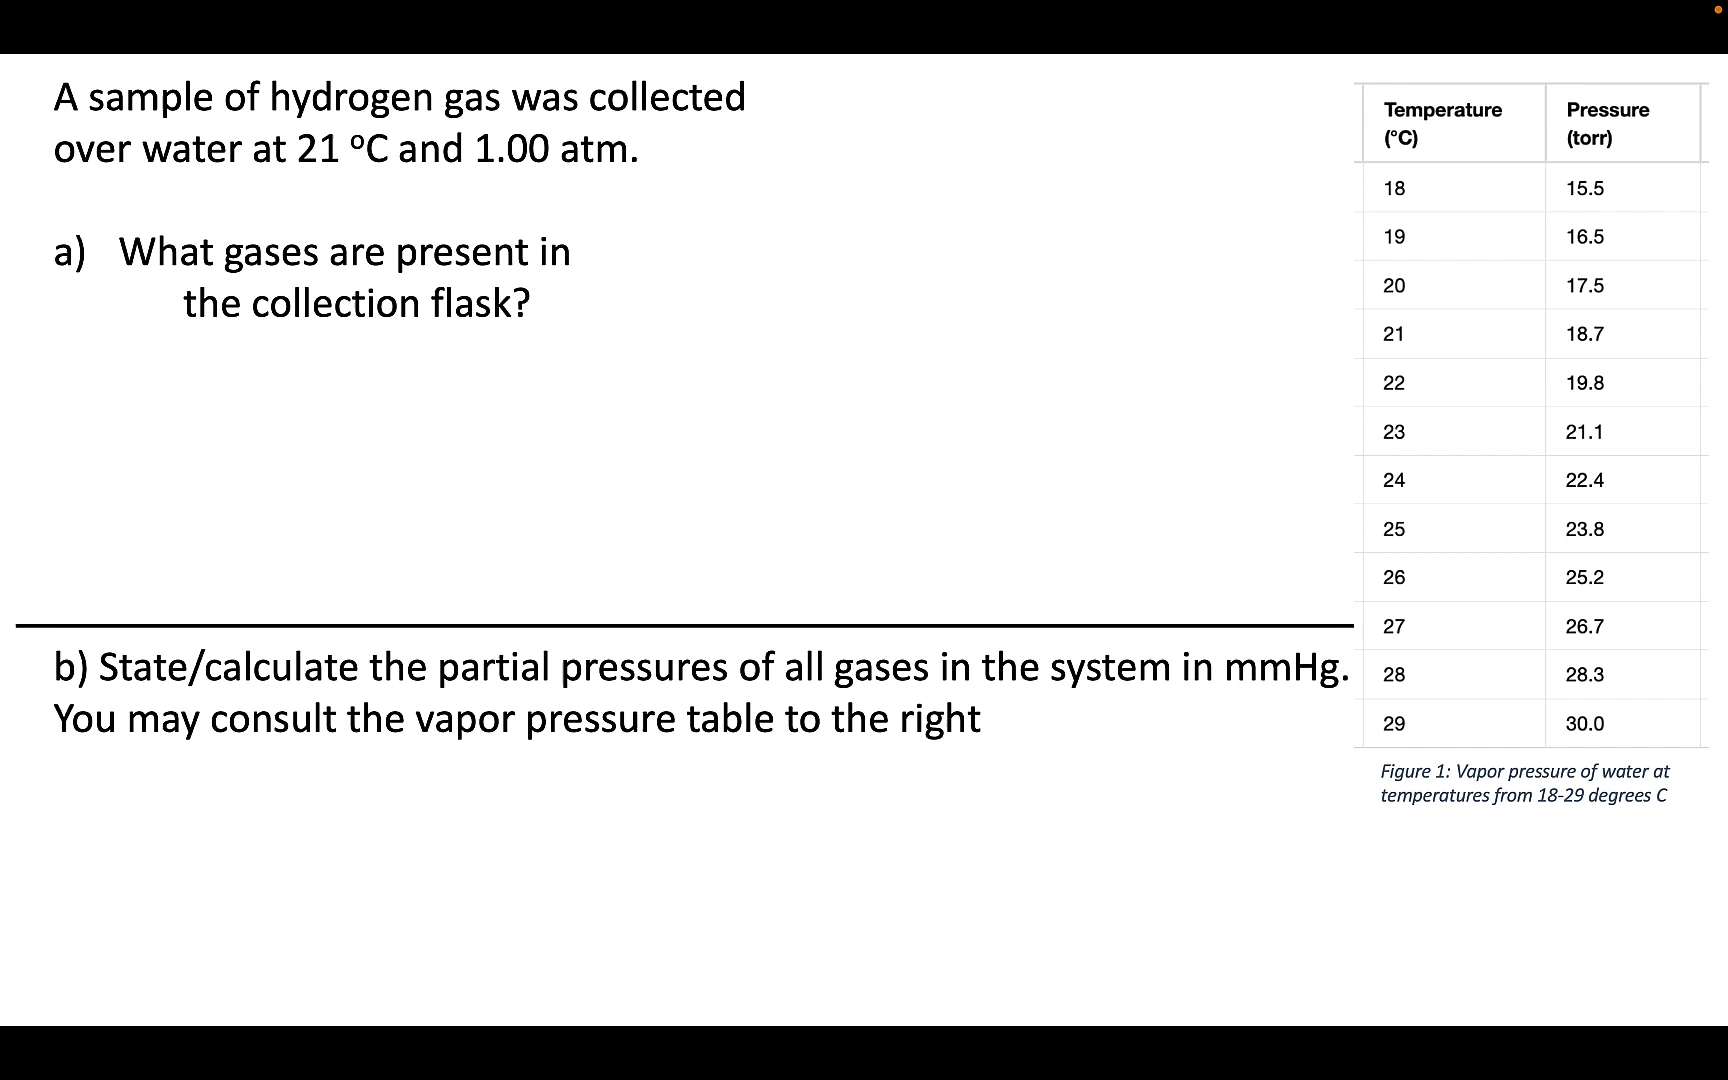 A sample of hydrogen gas was collected
over water at 21 °C and 1.00 atm.
a) What gases are present in
the collection flask?
b) State/calculate the partial pressures of all gases in the system in mmHg.
You may consult the vapor pressure table to the right
Temperature (°C) Pressure (torr)
18 15.5
19 16.5
20 17.5
21 18.7
22 19.8
23 21.1
24 22.4
25 23.8
26 25.2
27 26.7
28 28.3
29 30.0
Figure 1: Vapor pressure of water at
temperatures from 18-29 degrees C